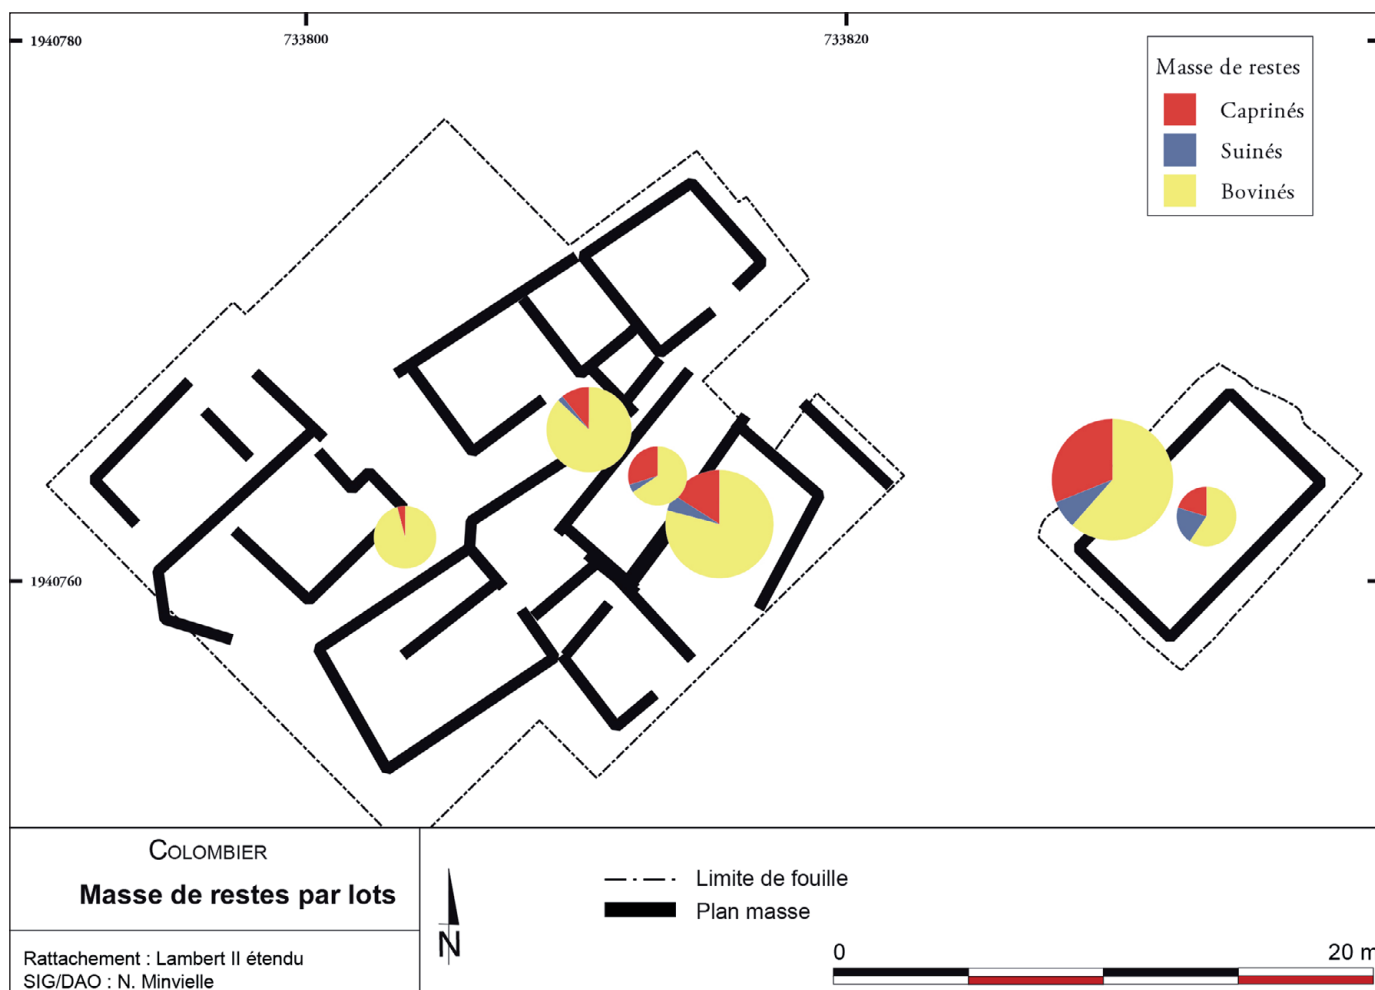 733800
733820
1940780
Masse de restes
Caprinés
Suinés
Bovinés
1940760
COLOMBIER
Masse de restes par lots
Rattachement : Lambert II étendu
SIG/DAO : N. Minvielle
N
Limite de fouille
Plan masse
0
20 m